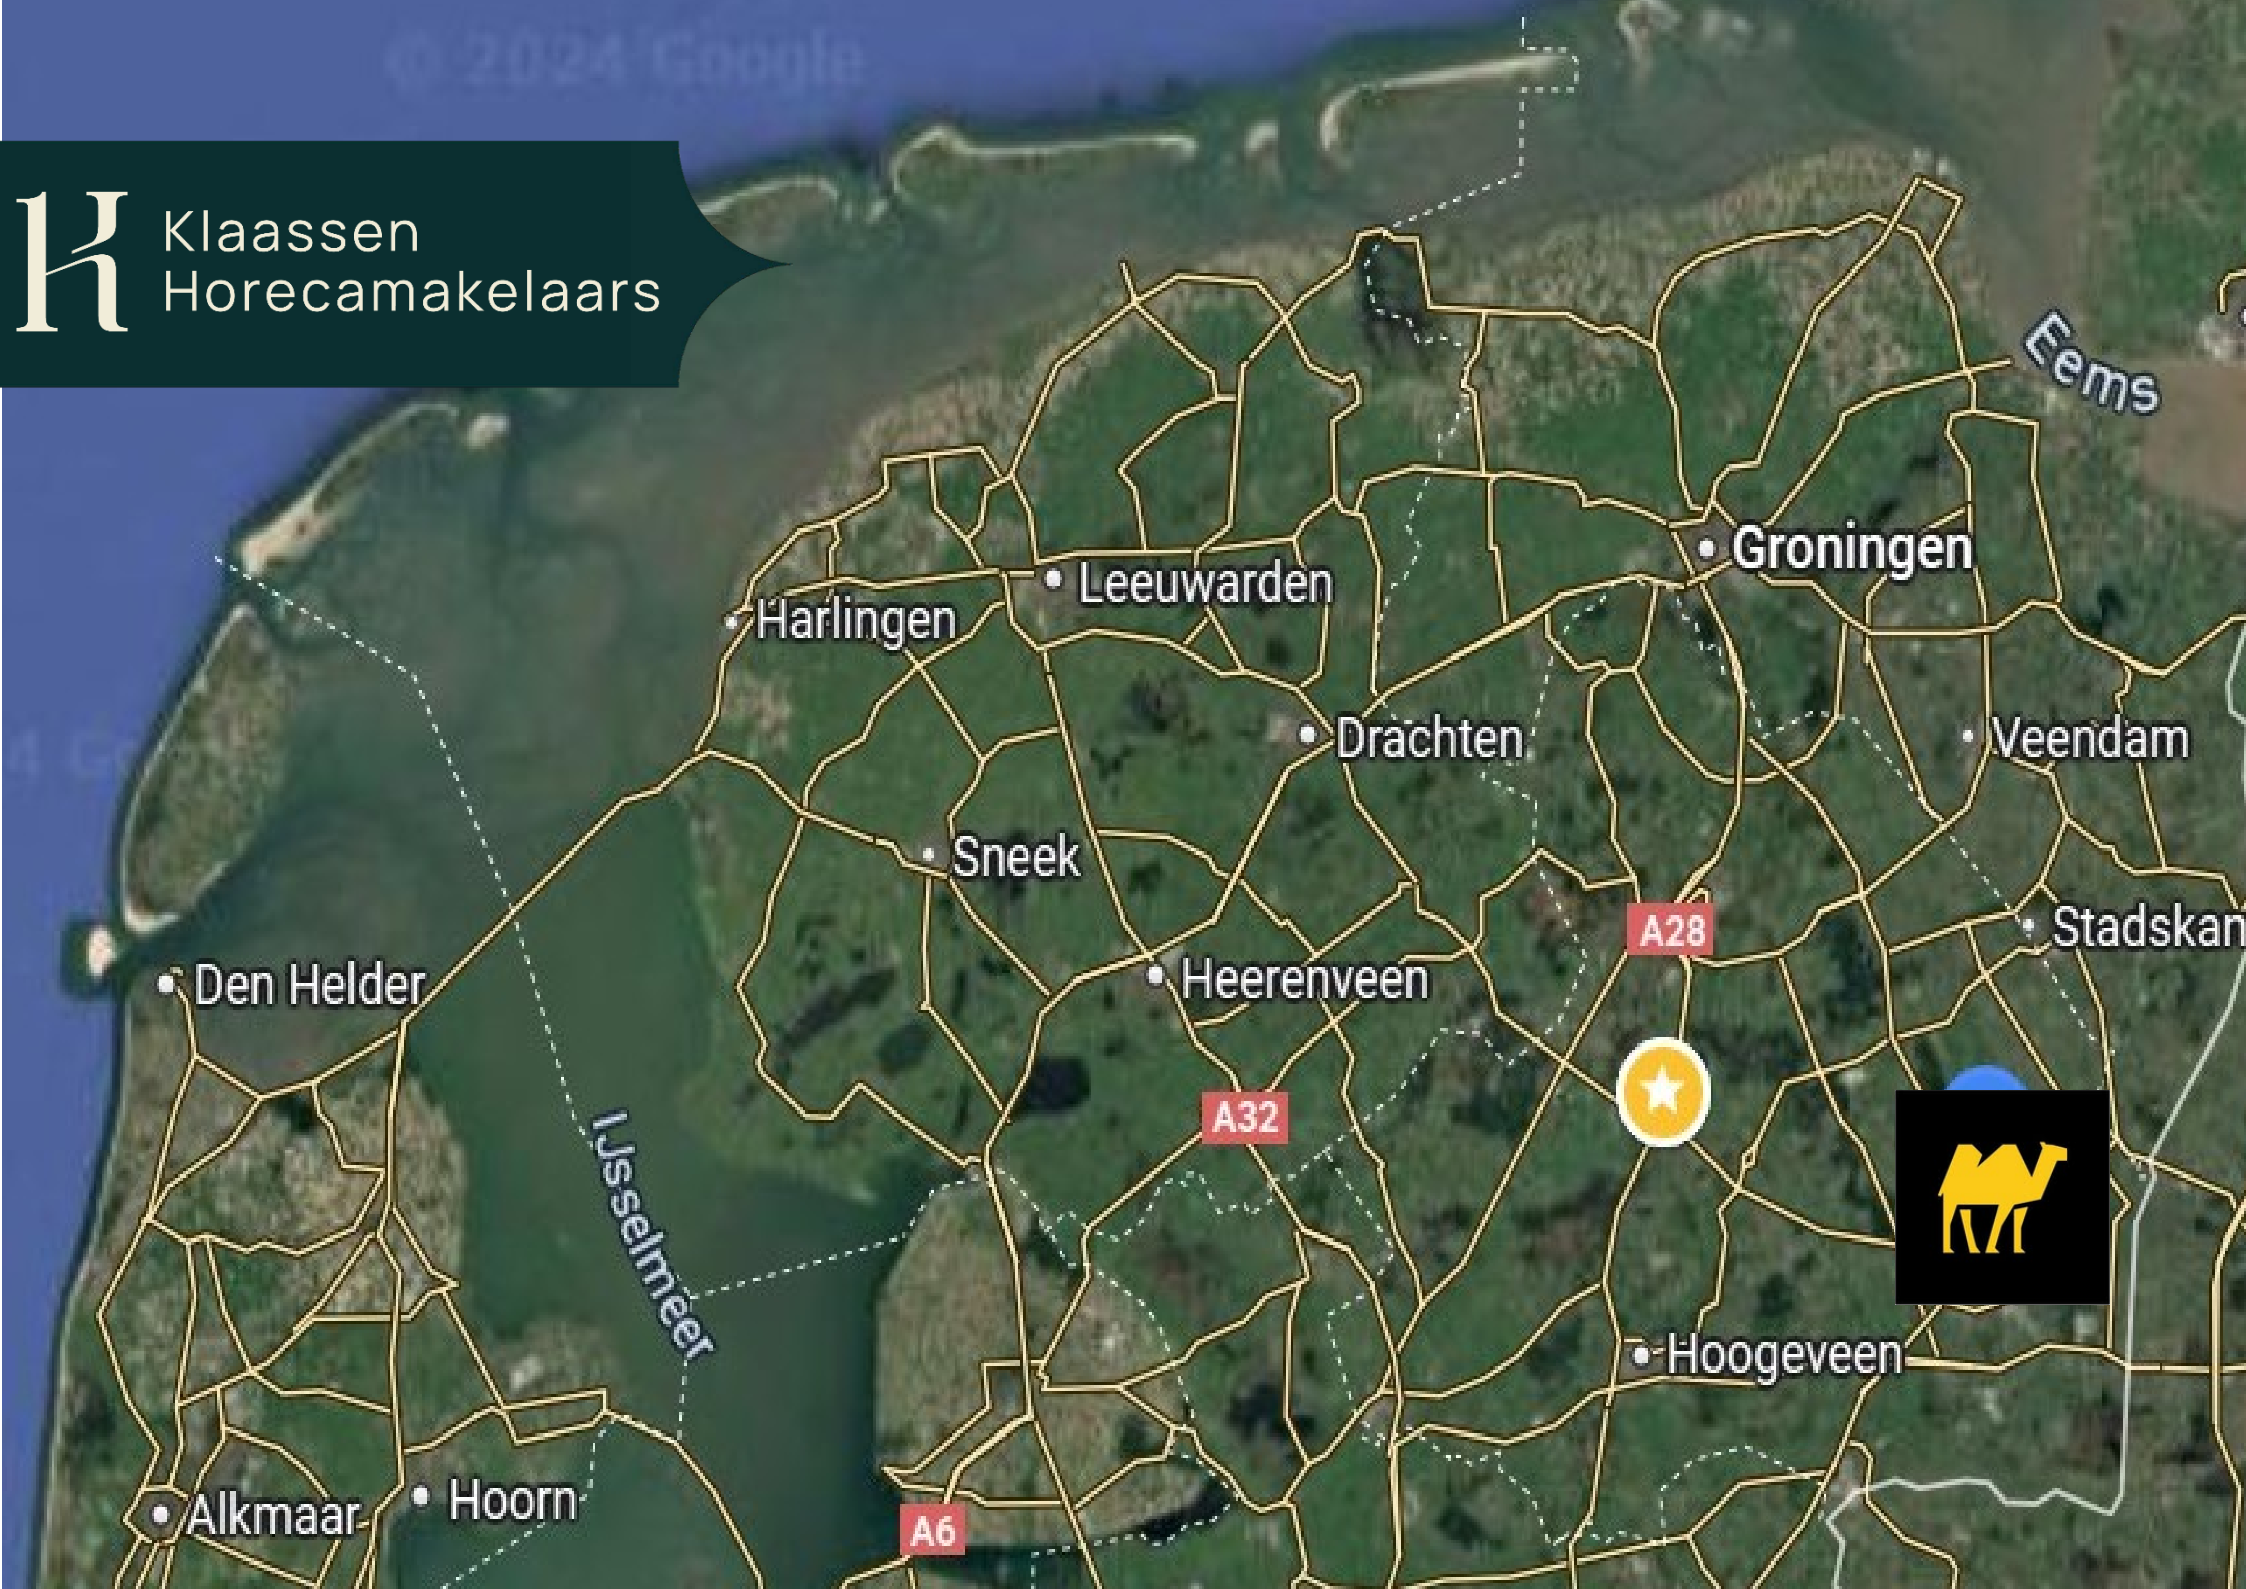 © 2024 Google
Klaassen
Horecamakelaars
Eems
Groningen
Leeuwarden
Harlingen
Drachten
Veendam
Sneek
A28
Stadskan
Heerenveen
Den Helder
A32
IJsselmeer
Hoogeveen
Hoorn
Alkmaar
A6